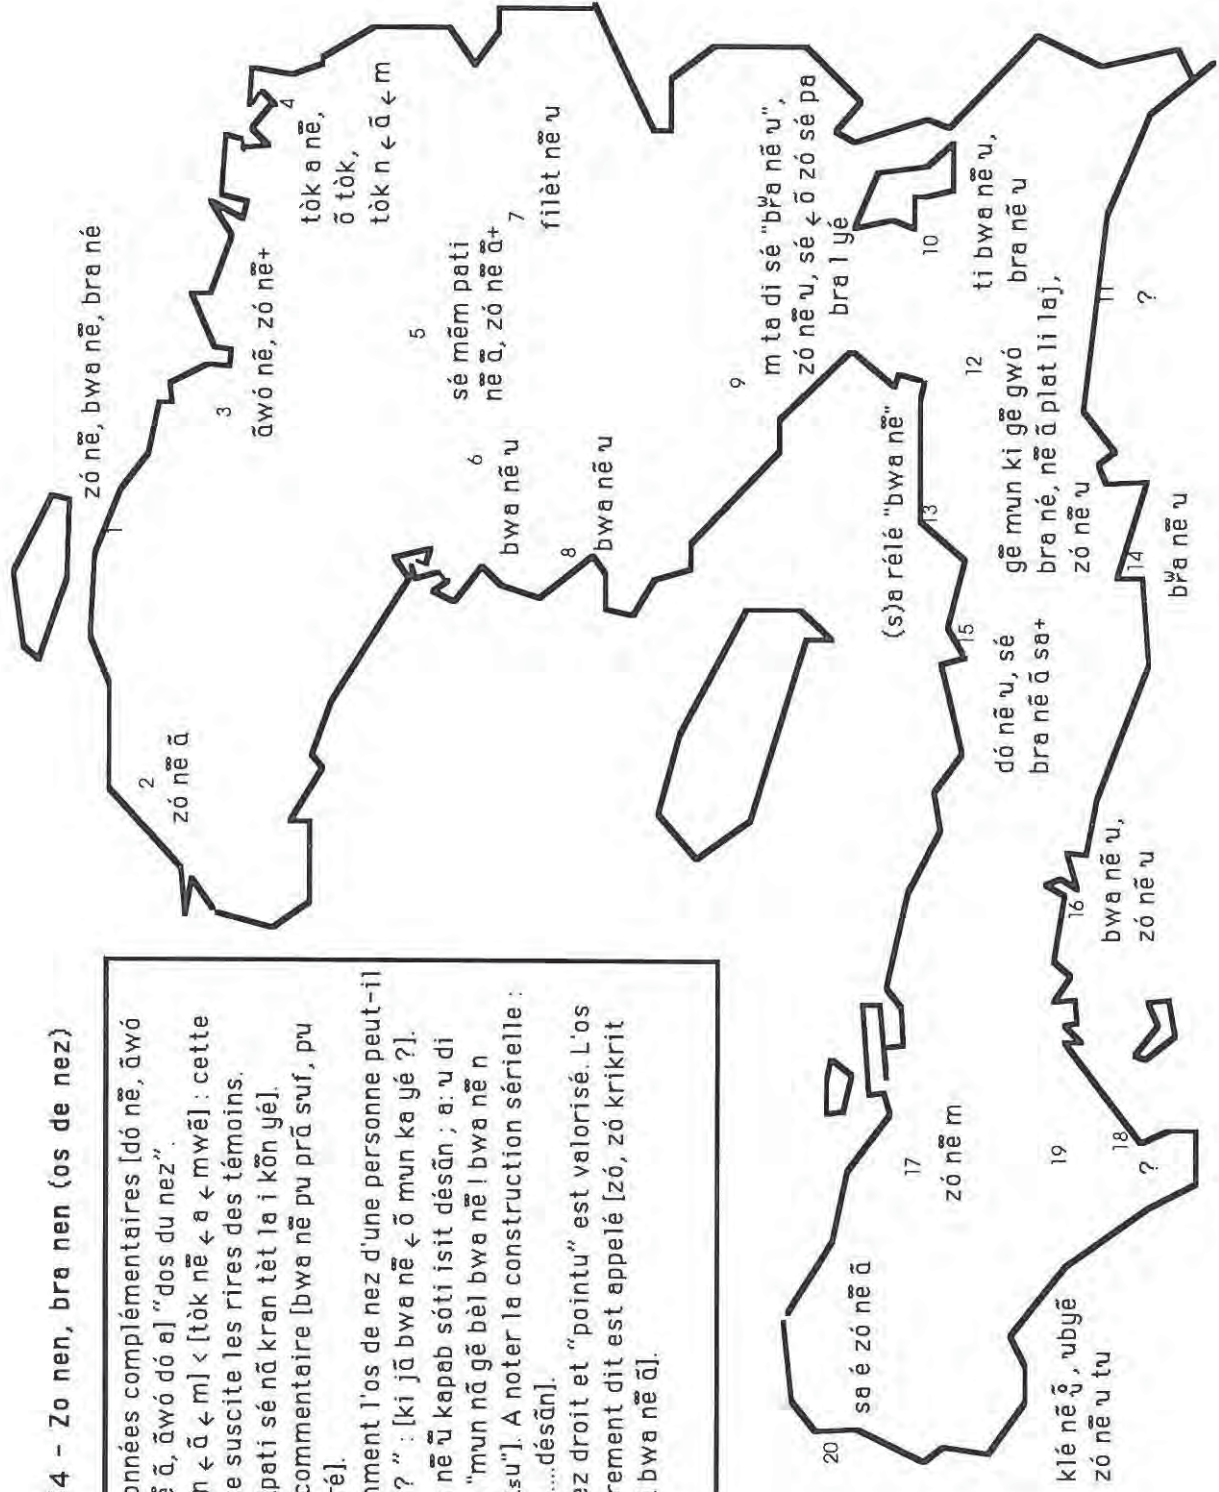 4 - Zo nen, bra nen (os de nez)
onnées complémentaires [dó nẽ, ãwó
ẽ ã, ãwó dó a] "dos du nez".
n ← ã ← m] < [tòk nẽ ← a ← mwẽ] : cette
e suscite les rires des témoins.
pati sé nã kran tèt la i kõn yé].
commentaire [bwa nẽ pu prã suf, pu
ré].
nment l'os de nez d'une personne peut-il
? " : [ki jã bwa nẽ ← õ mun ka yé ?].
nẽ u kapab sóti isit désãn ; a: u di
"mun nã gẽ bèl bwa nẽ ! bwa nẽ n
su"]. A noter la construction sérielle :
....désãn].
ez droit et "pointu" est valorisé. L'os
rement dit est appelé [zó, zó krikrit
bwa nẽ ã].
1
zó nẽ, bwa nẽ, bra né
2
zó nẽ ã
3
ãwó nẽ, zó nẽ+
4
tòk a nẽ,
õ tòk,
tòk n ← ã ← m
5
sé mẽm pati
nẽ ã, zó nẽ ã+
6
bwa nẽ u
7
filèt nẽ u
8
bwa nẽ u
9
m ta di sé "bra nẽ u",
zó nẽ u, sé ← õ zó sé pa
bra l yé
10
ti bwa nẽ u,
bra nẽ u
11
?
12
gẽ mun ki gẽ gwó
bra né, nẽ ã plat li laj,
zó nẽ u
13
(s)a rélé "bwa nẽ"
14
bra nẽ u
15
dó nẽ u, sé
bra nẽ ã sa+
16
bwa nẽ u,
zó nẽ u
17
zó nẽ m
18
?
19
klé nẽ ũ, ubyẽ
zó nẽ u tu
20
sa é zó nẽ ã